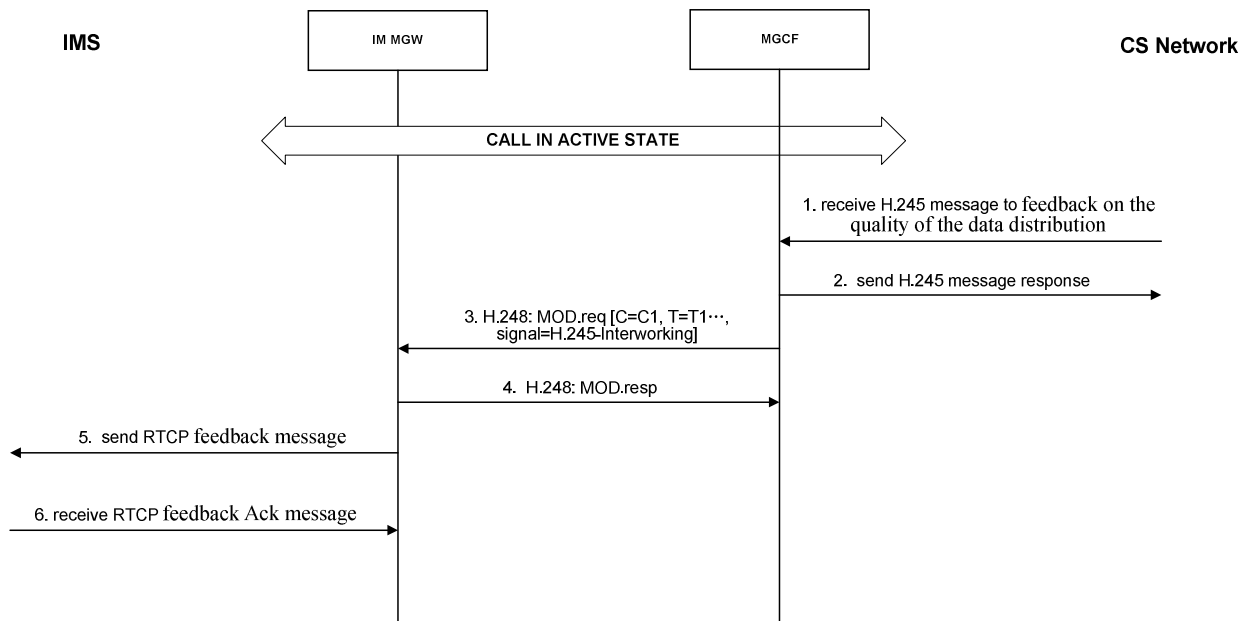 IMS
IM MGW
MGCF
CS Network
CALL IN ACTIVE STATE
1. receive H.245 message to feedback on the
quality of the data distribution
2. send H.245 message response
3. H.248: MOD.req [C=C1, T=T1⋯,
signal=H.245-Interworking]
4. H.248: MOD.resp
5. send RTCP feedback message
6. receive RTCP feedback Ack message